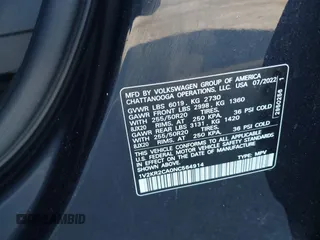 MFD BY VOLKSWAGEN GROUP OF AMERICA
CHATTANOOGA OPERATIONS, LLC. USA 07/2022
GVWR LBS 6019, KG 2730
GAWR FRONT LBS 2998, KG 1360
WITH 255/50R20 TIRES,
8JX20 RIMS, AT 250 KPA, 36 PSI COLD
GAWR REAR LBS 3131, KG 1420
WITH 255/50R20 TIRES,
8JX20 RIMS, AT 250 KPA, 36 PSI COLD
THIS VEHICLE CONFORMS TO ALL APPLICABLE
FEDERAL MOTOR VEHICLE SAFETY STANDARDS IN
EFFECT ON THE DATE OF MANUFACTURE SHOWN ABOVE
1V2KR2CA0NC564914 TYPE: MPV